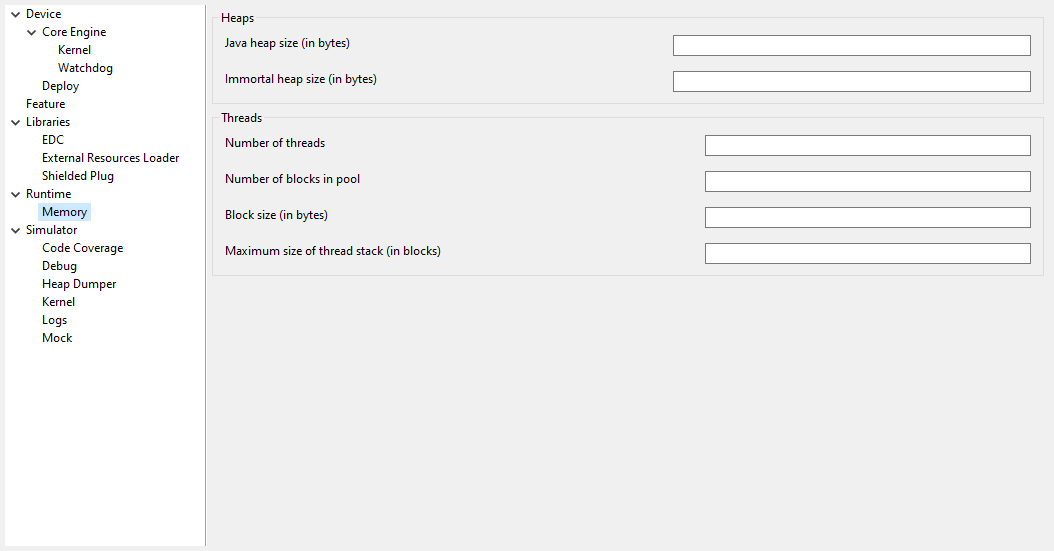 Device
Core Engine
Kernel
Watchdog
Deploy
Feature
Libraries
EDC
External Resources Loader
Shielded Plug
Runtime
Memory
Simulator
Code Coverage
Debug
Heap Dumper
Kernel
Logs
Mock
Heaps
Java heap size (in bytes)
Immortal heap size (in bytes)
Threads
Number of threads
Number of blocks in pool
Block size (in bytes)
Maximum size of thread stack (in blocks)